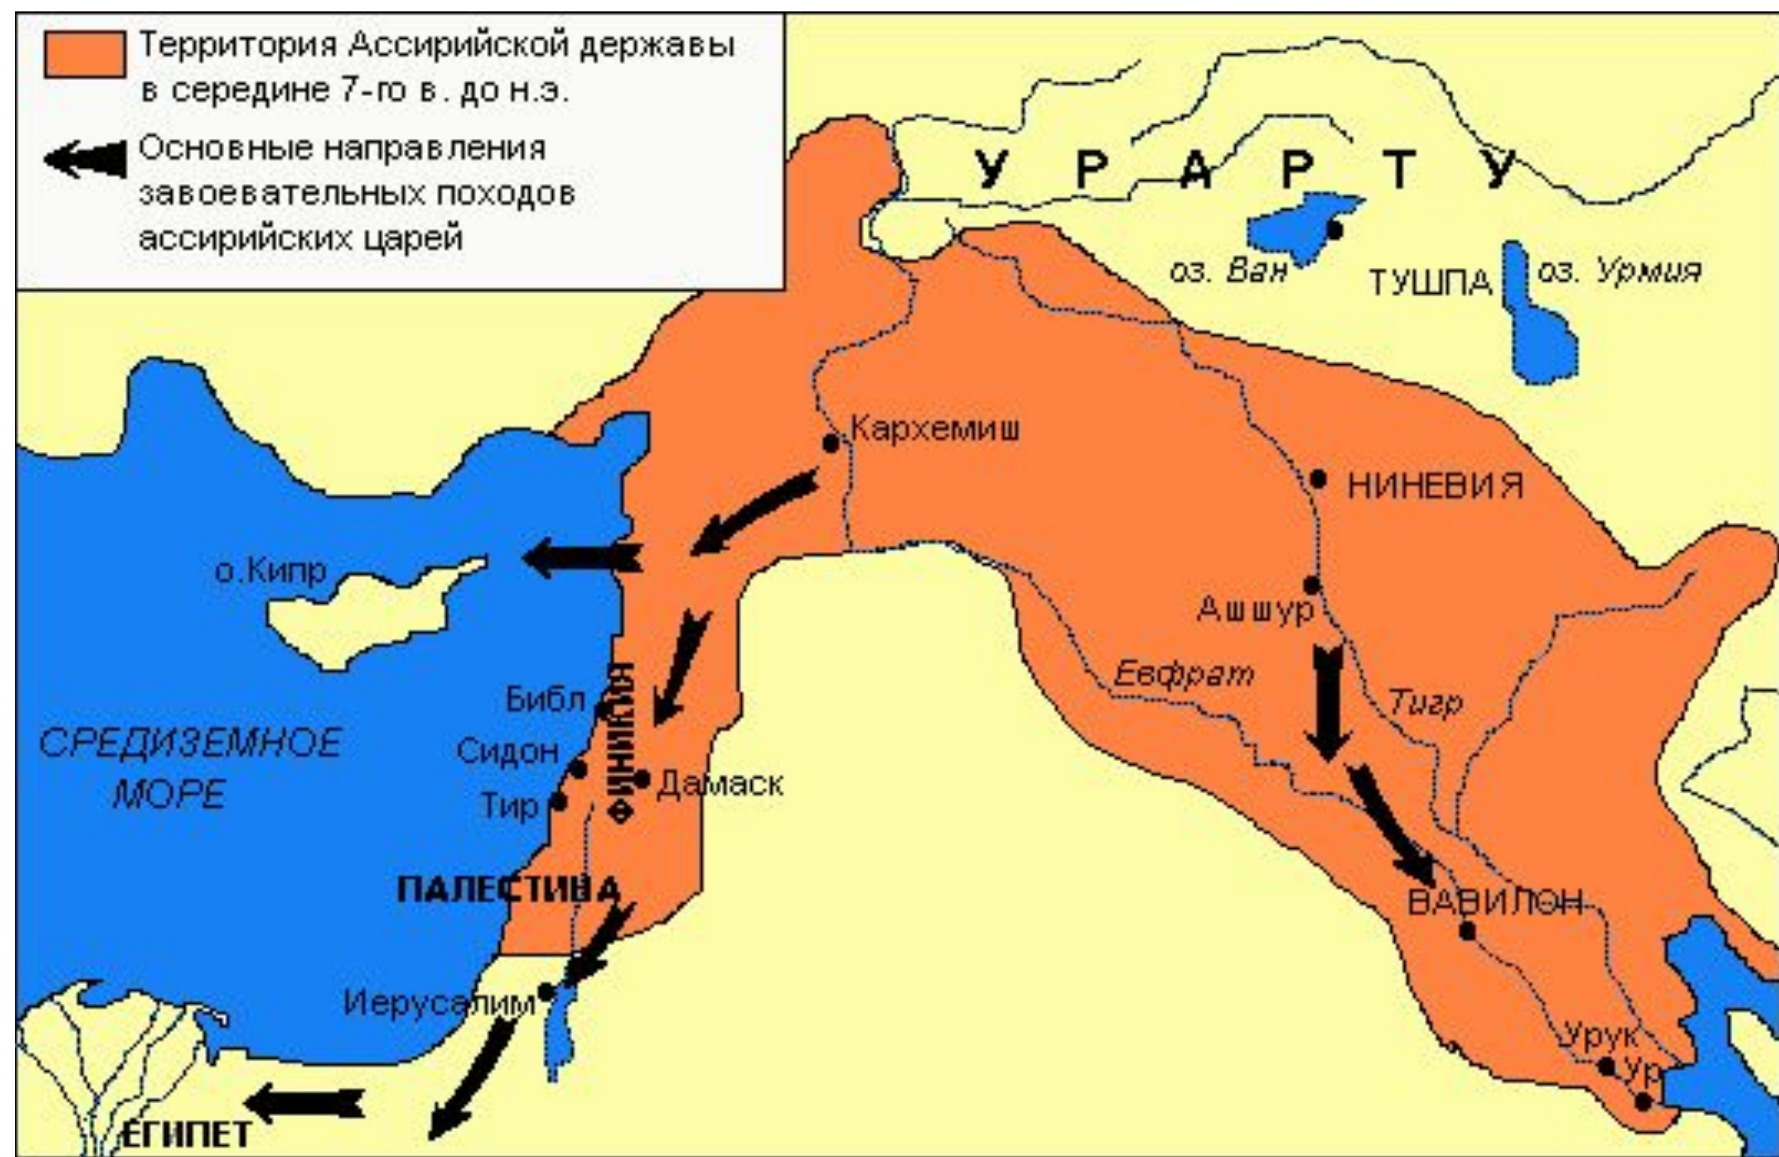 Территория Ассирийской державы
в середине 7-го в. до н.э.
Основные направления
завоевательных походов
ассирийских царей
УРАРТУ
оз. Ван
ТУШПА
оз. Урмия
Кархемиш
НИНЕВИЯ
о.Кипр
Ашшур
Евфрат
Тигр
Библ
ФИНИКИЯ
СРЕДИЗЕМНОЕ
МОРЕ
Сидон
Дамаск
Тир
ПАЛЕСТИНА
ВАВИЛОН
Иерусалим
Урук
Ур
ЕГИПЕТ